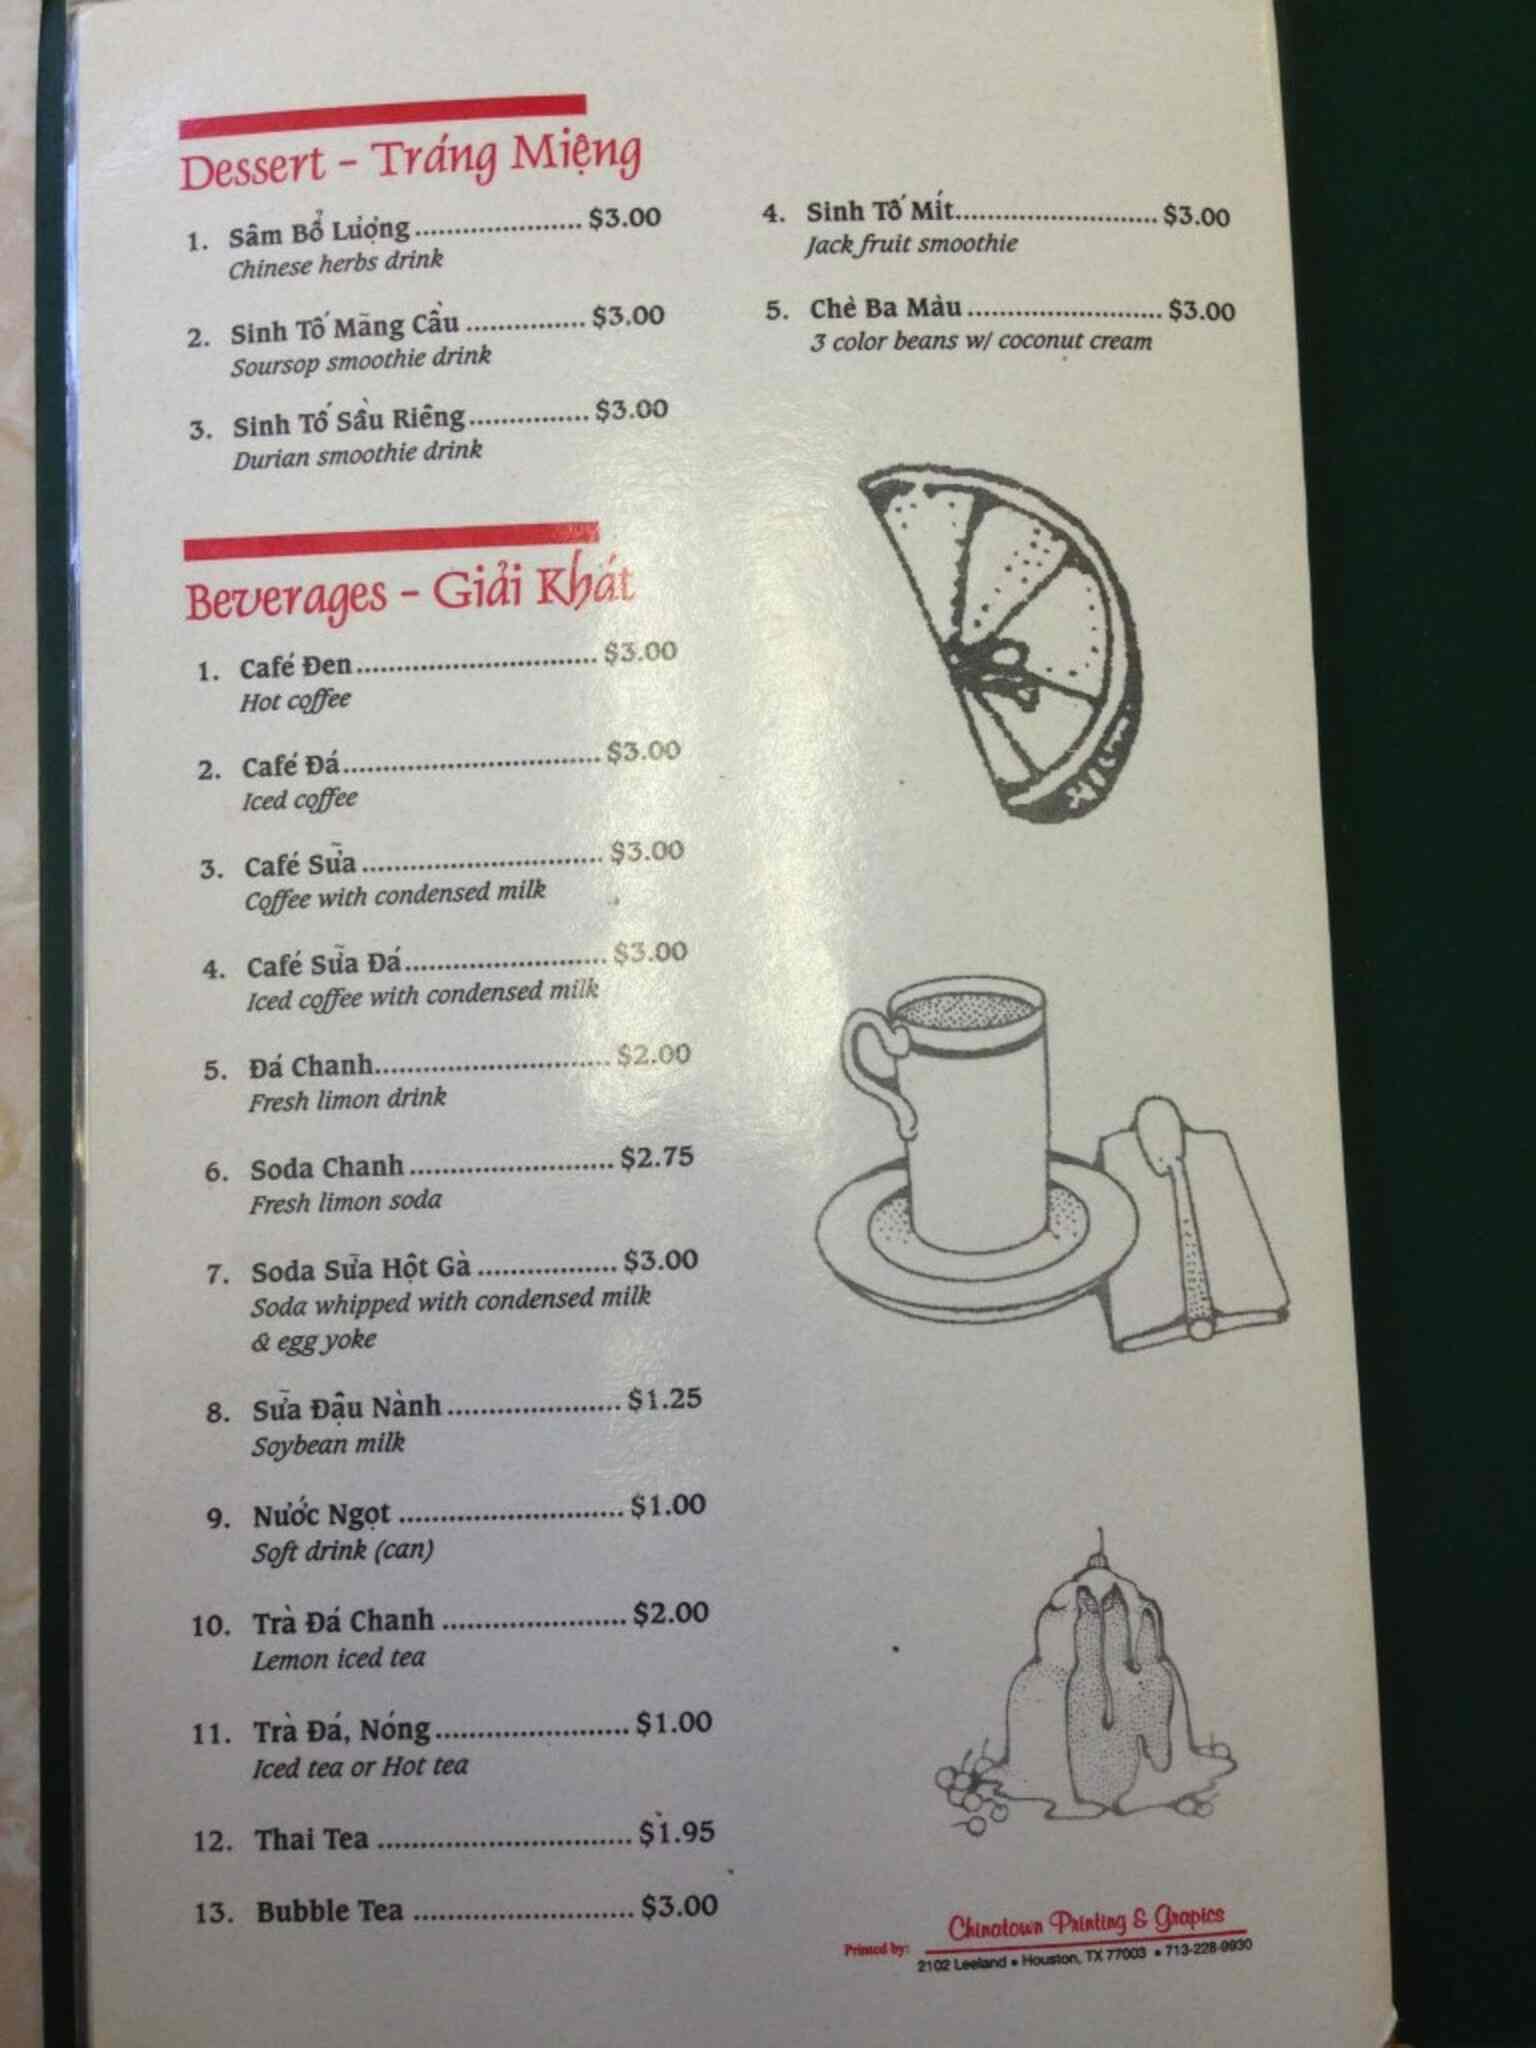 Dessert - Tráng Miệng
1. Sâm Bổ Lượng ..................... $3.00
Chinese herbs drink
2. Sinh Tố Mãng Cầu ............... $3.00
Soursop smoothie drink
3. Sinh Tố Sầu Riêng ............... $3.00
Durian smoothie drink
4. Sinh Tố Mít.......................... $3.00
Jack fruit smoothie
5. Chè Ba Màu ......................... $3.00
3 color beans w/ coconut cream
Beverages - Giải Khát
1. Café Đen .............................. $3.00
Hot coffee
2. Café Đá................................ $3.00
Iced coffee
3. Café Sữa .............................. $3.00
Coffee with condensed milk
4. Café Sữa Đá......................... $3.00
Iced coffee with condensed milk
5. Đá Chanh............................. $2.00
Fresh limon drink
6. Soda Chanh ......................... $2.75
Fresh limon soda
7. Soda Sữa Hột Gà ................. $3.00
Soda whipped with condensed milk
& egg yoke
8. Sữa Đậu Nành ..................... $1.25
Soybean milk
9. Nước Ngọt ........................... $1.00
Soft drink (can)
10. Trà Đá Chanh ...................... $2.00
Lemon iced tea
11. Trà Đá, Nóng ....................... $1.00
Iced tea or Hot tea
12. Thai Tea .............................. $1.95
13. Bubble Tea .......................... $3.00
Printed by: Chinatown Printing & Grapics
2102 Leeland • Houston, TX 77003 • 713-228-9930